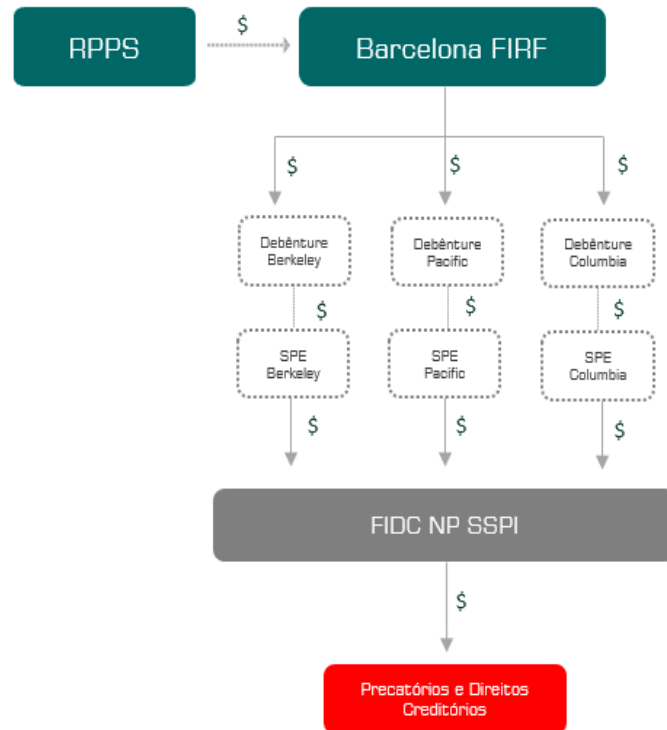 RPPS
$
Barcelona FIRF
$
$
$
Debênture
Berkeley
Debênture
Pacific
Debênture
Columbia
$
$
$
SPE
Berkeley
SPE
Pacific
SPE
Columbia
$
$
$
FIDC NP SSPI
$
Precatórios e Direitos
Creditórios